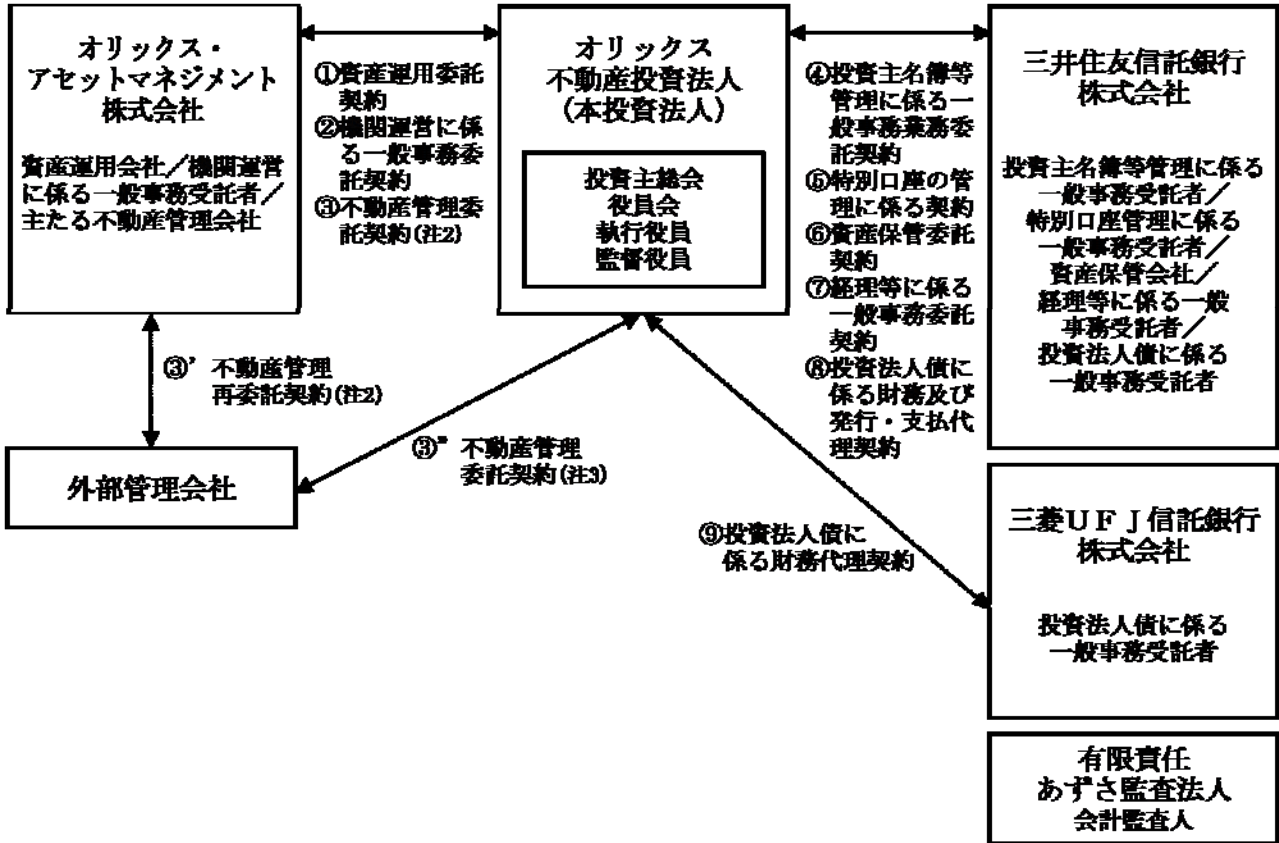 オリックス・
アセットマネジメント
株式会社
資産運用会社／機関運営
に係る一般事務受託者／
主たる不動産管理会社
①資産運用委託
契約
②機関運営に係
る一般事務委
託契約
③不動産管理委
託契約(注2)
オリックス
不動産投資法人
(本投資法人)
投資主総会
役員会
執行役員
監督役員
④投資主名簿等
管理に係る一
般事務業務委
託契約
⑤特別口座の管
理に係る契約
⑥資産保管委託
契約
⑦経理等に係る
一般事務委託
契約
⑧投資法人債に
係る財務及び
発行・支払代
理契約
三井住友信託銀行
株式会社
投資主名簿等管理に係る
一般事務受託者／
特別口座管理に係る
一般事務受託者／
資産保管会社／
経理等に係る一般
事務受託者／
投資法人債に係る
一般事務受託者
③’不動産管理
再委託契約(注2)
外部管理会社
③”不動産管理
委託契約(注3)
⑨投資法人債に
係る財務代理契約
三菱ＵＦＪ信託銀行
株式会社
投資法人債に係る
一般事務受託者
有限責任
あずさ監査法人
会計監査人